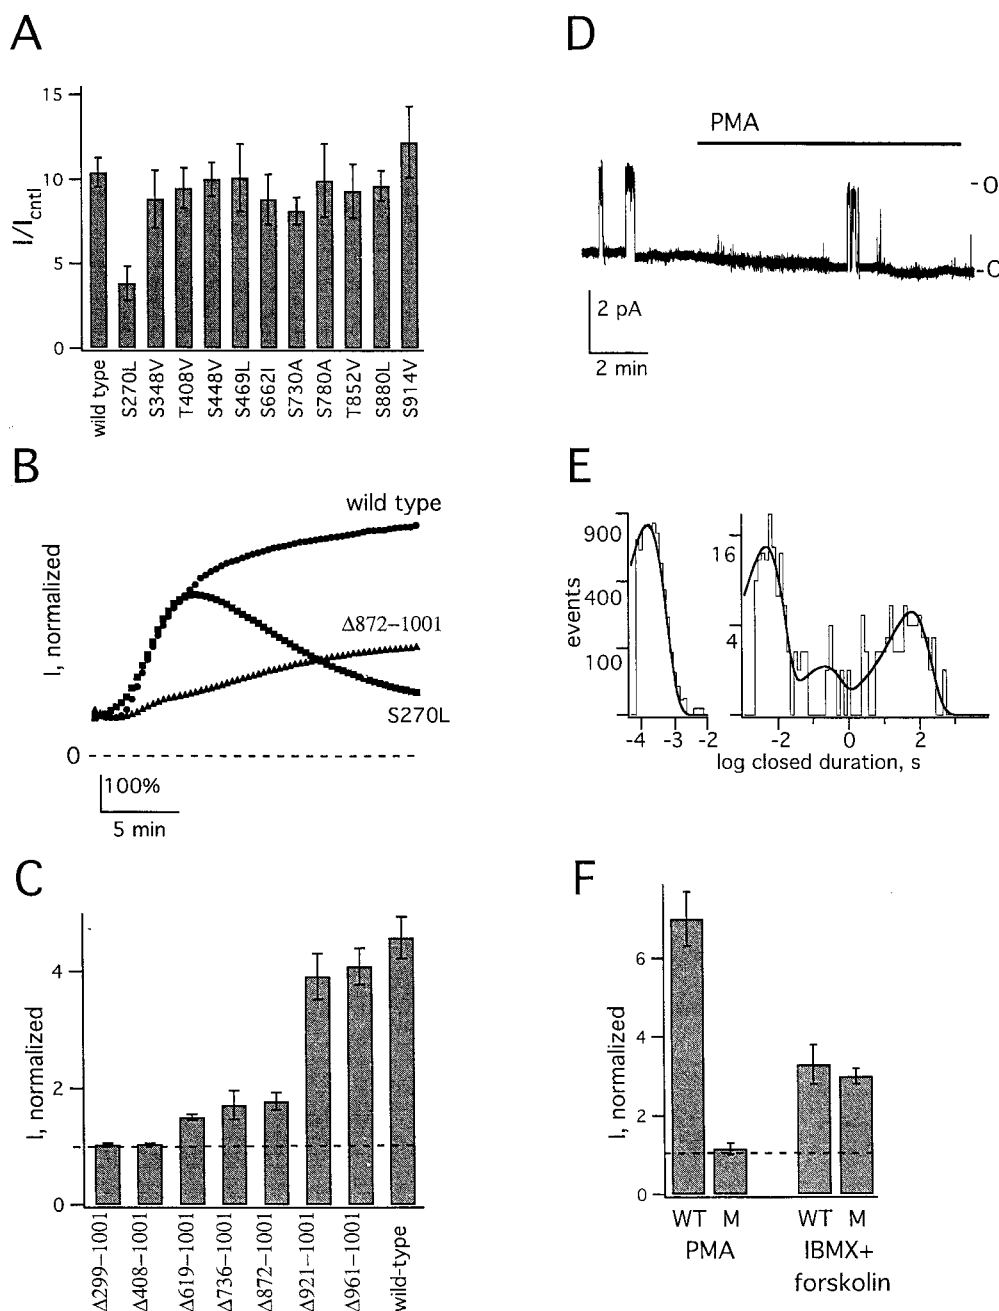 A
15
10
5
0
I/Icntl
wild type
S270L
S348V
T408V
S448V
S469L
S662I
S730A
S780A
T852V
S880L
S914V
B
wild type
I, normalized
Δ872–1001
S270L
0
100%
5 min
C
4
2
0
I, normalized
Δ299–1001
Δ408–1001
Δ619–1001
Δ736–1001
Δ872–1001
Δ921–1001
Δ961–1001
wild-type
D
PMA
-O
-C
2 pA
2 min
E
900
400
100
events
16
4
-4 -3 -2
-2 0 2
log closed duration, s
F
6
4
2
0
I, normalized
WT M WT M
PMA IBMX+
forskolin